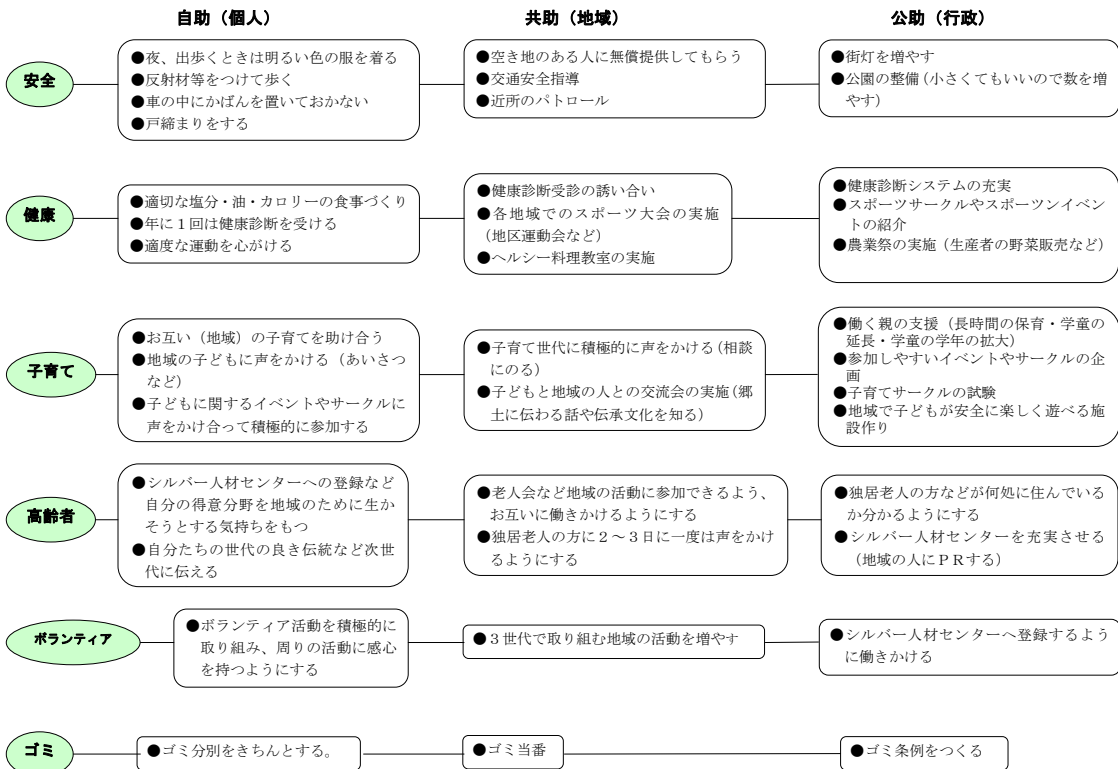 自助（個人）
共助（地域）
公助（行政）
安全
●夜、出歩くときは明るい色の服を着る
●反射材等をつけて歩く
●車の中にかばんを置いておかない
●戸締まりをする
●空き地のある人に無償提供してもらう
●交通安全指導
●近所のパトロール
●街灯を増やす
●公園の整備（小さくてもいいので数を増
やす）
健康
●適切な塩分・油・カロリーの食事づくり
●年に１回は健康診断を受ける
●適度な運動を心がける
●健康診断受診の誘い合い
●各地域でのスポーツ大会の実施
（地区運動会など）
●ヘルシー料理教室の実施
●健康診断システムの充実
●スポーツサークルやスポーツンイベン
トの紹介
●農業祭の実施（生産者の野菜販売など）
子育て
●お互い（地域）の子育てを助け合う
●地域の子どもに声をかける（あいさつ
など）
●子どもに関するイベントやサークルに
声をかけ合って積極的に参加する
●子育て世代に積極的に声をかける（相談
にのる）
●子どもと地域の人との交流会の実施（郷
土に伝わる話や伝承文化を知る）
●働く親の支援（長時間の保育・学童の
延長・学童の学年の拡大）
●参加しやすいイベントやサークルの企
画
●子育てサークルの試験
●地域で子どもが安全に楽しく遊べる施
設作り
高齢者
●シルバー人材センターへの登録など
自分の得意分野を地域のために生か
そうとする気持ちをもつ
●自分たちの世代の良き伝統など次世
代に伝える
●老人会など地域の活動に参加できるよう、
お互いに働きかけるようにする
●独居老人の方に２～３日に一度は声をか
けるようにする
●独居老人の方などが何処に住んでいる
か分かるようにする
●シルバー人材センターを充実させる
（地域の人にＰＲする）
ボランティア
●ボランティア活動を積極的に
取り組み、周りの活動に感心
を持つようにする
●３世代で取り組む地域の活動を増やす
●シルバー人材センターへ登録するよう
に働きかける
ゴミ
●ゴミ分別をきちんとする。
●ゴミ当番
●ゴミ条例をつくる